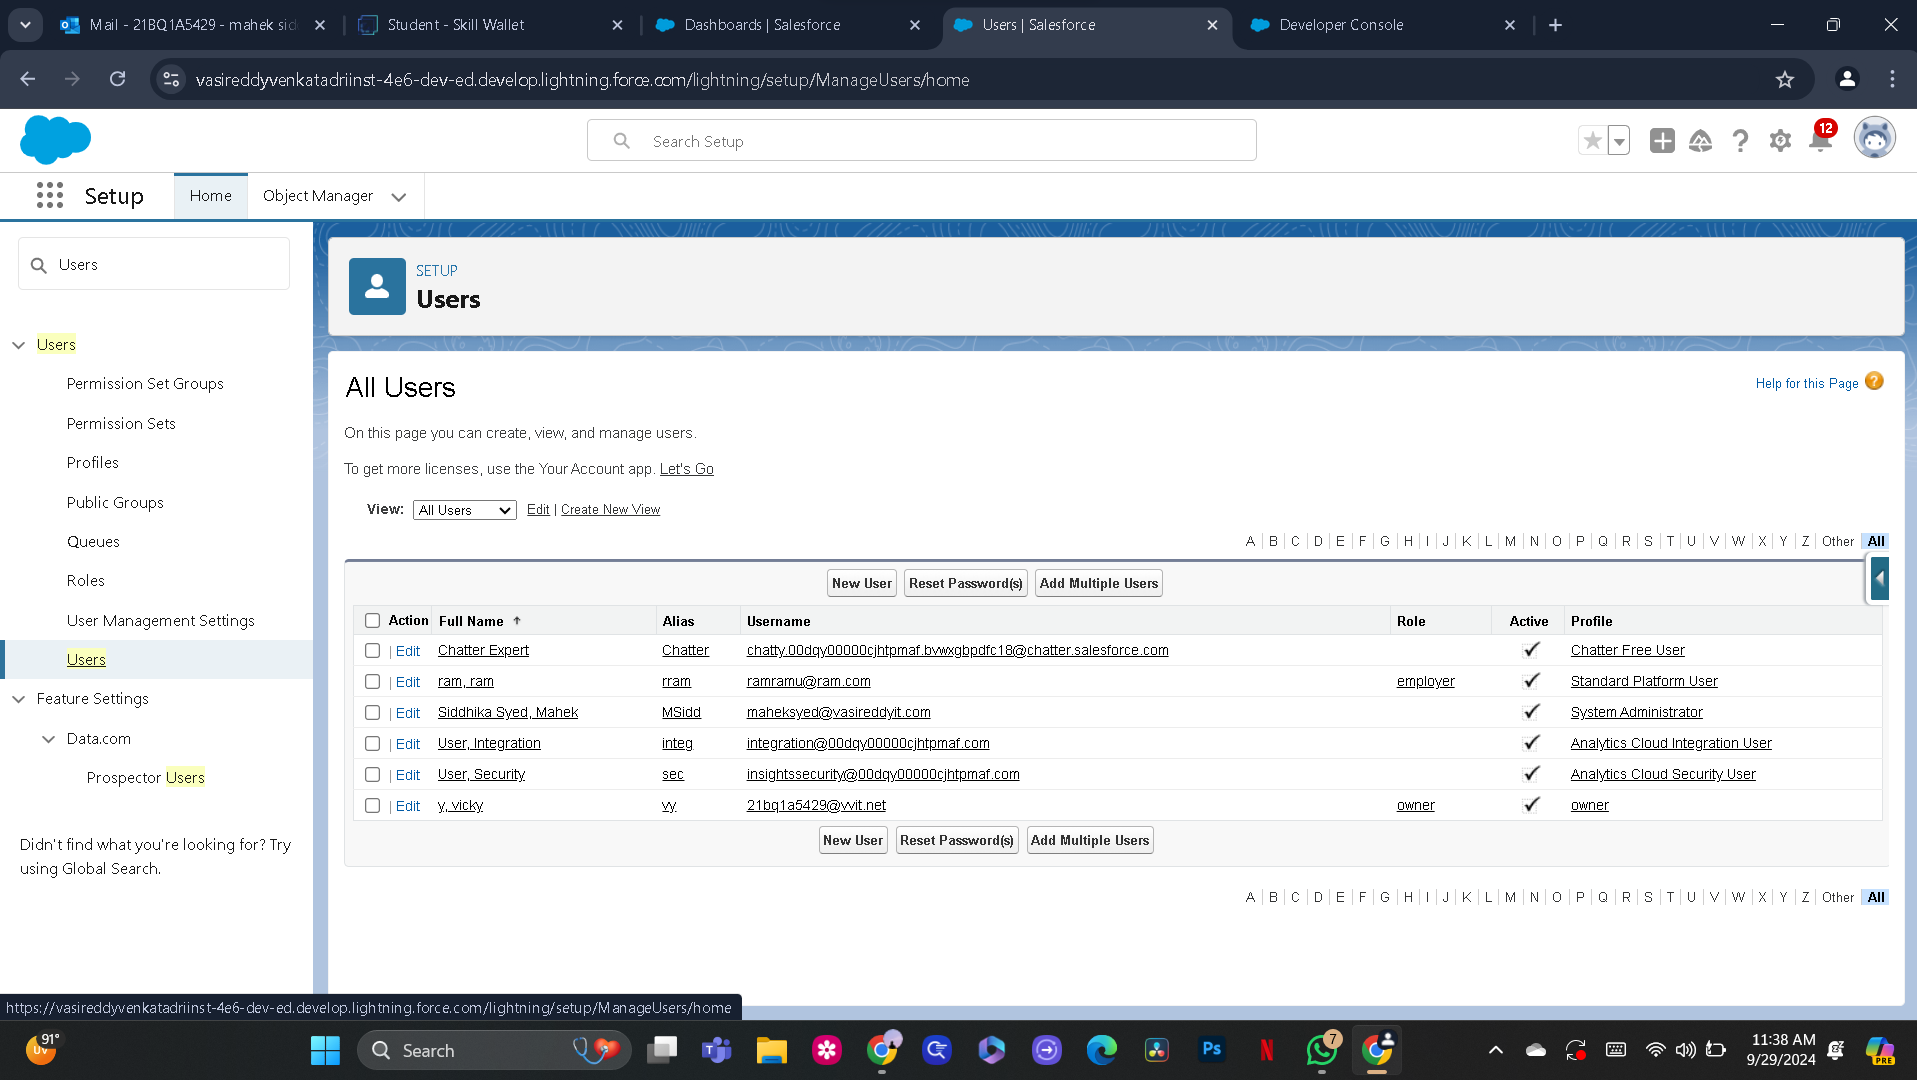 Mail - 21BQ1A5429 - mahek sid
Student - Skill Wallet
Dashboards | Salesforce
Users | Salesforce
Developer Console
vasireddyvenkatadriinst-4e6-dev-ed.develop.lightning.force.com/lightning/setup/ManageUsers/home
Search Setup
12
Setup
Home
Object Manager
Users
Users
Permission Set Groups
Permission Sets
Profiles
Public Groups
Queues
Roles
User Management Settings
Users
Feature Settings
Data.com
Prospector Users
Didn't find what you're looking for? Try
using Global Search.
SETUP
Users
All Users
Help for this Page ?
On this page you can create, view, and manage users.
To get more licenses, use the Your Account app. Let's Go
View: All Users Edit | Create New View
A | B | C | D | E | F | G | H | I | J | K | L | M | N | O | P | Q | R | S | T | U | V | W | X | Y | Z | Other | All
New User Reset Password(s) Add Multiple Users
Action Full Name ↑ Alias Username Role Active Profile
| Edit Chatter Expert Chatter chatty.00dqy00000cjhtpmaf.bvwxgbpdfc18@chatter.salesforce.com Chatter Free User
| Edit ram, ram rram ramramu@ram.com employer Standard Platform User
| Edit Siddhika Syed, Mahek MSidd maheksyed@vasireddyit.com System Administrator
| Edit User, Integration integ integration@00dqy00000cjhtpmaf.com Analytics Cloud Integration User
| Edit User, Security sec insightssecurity@00dqy00000cjhtpmaf.com Analytics Cloud Security User
| Edit y, vicky vy 21bq1a5429@vvit.net owner owner
New User Reset Password(s) Add Multiple Users
A | B | C | D | E | F | G | H | I | J | K | L | M | N | O | P | Q | R | S | T | U | V | W | X | Y | Z | Other | All
https://vasireddyvenkatadriinst-4e6-dev-ed.develop.lightning.force.com/lightning/setup/ManageUsers/home
91°
UV
Search
Ps
N
7
11:38 AM
9/29/2024
PRE